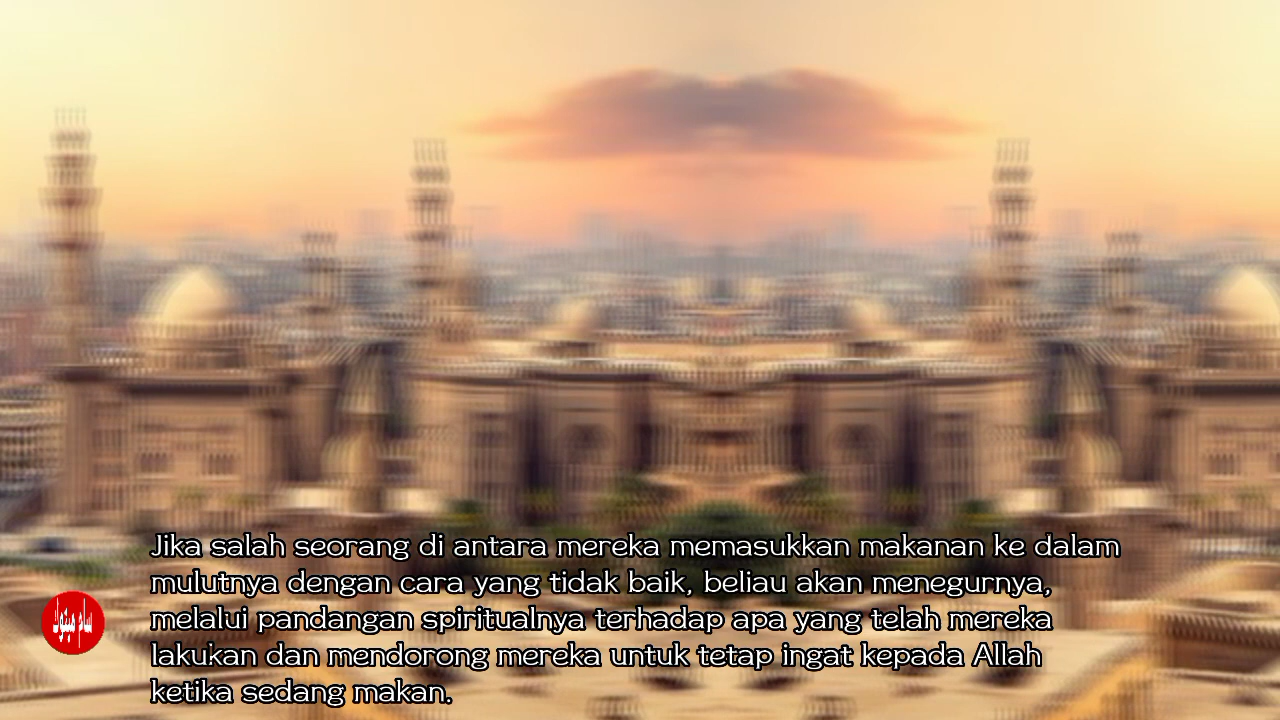 Jika salah seorang di antara mereka memasukkan makanan ke dalam
mulutnya dengan cara yang tidak baik, beliau akan menegurnya,
melalui pandangan spiritualnya terhadap apa yang telah mereka
lakukan dan mendorong mereka untuk tetap ingat kepada Allah
ketika sedang makan.